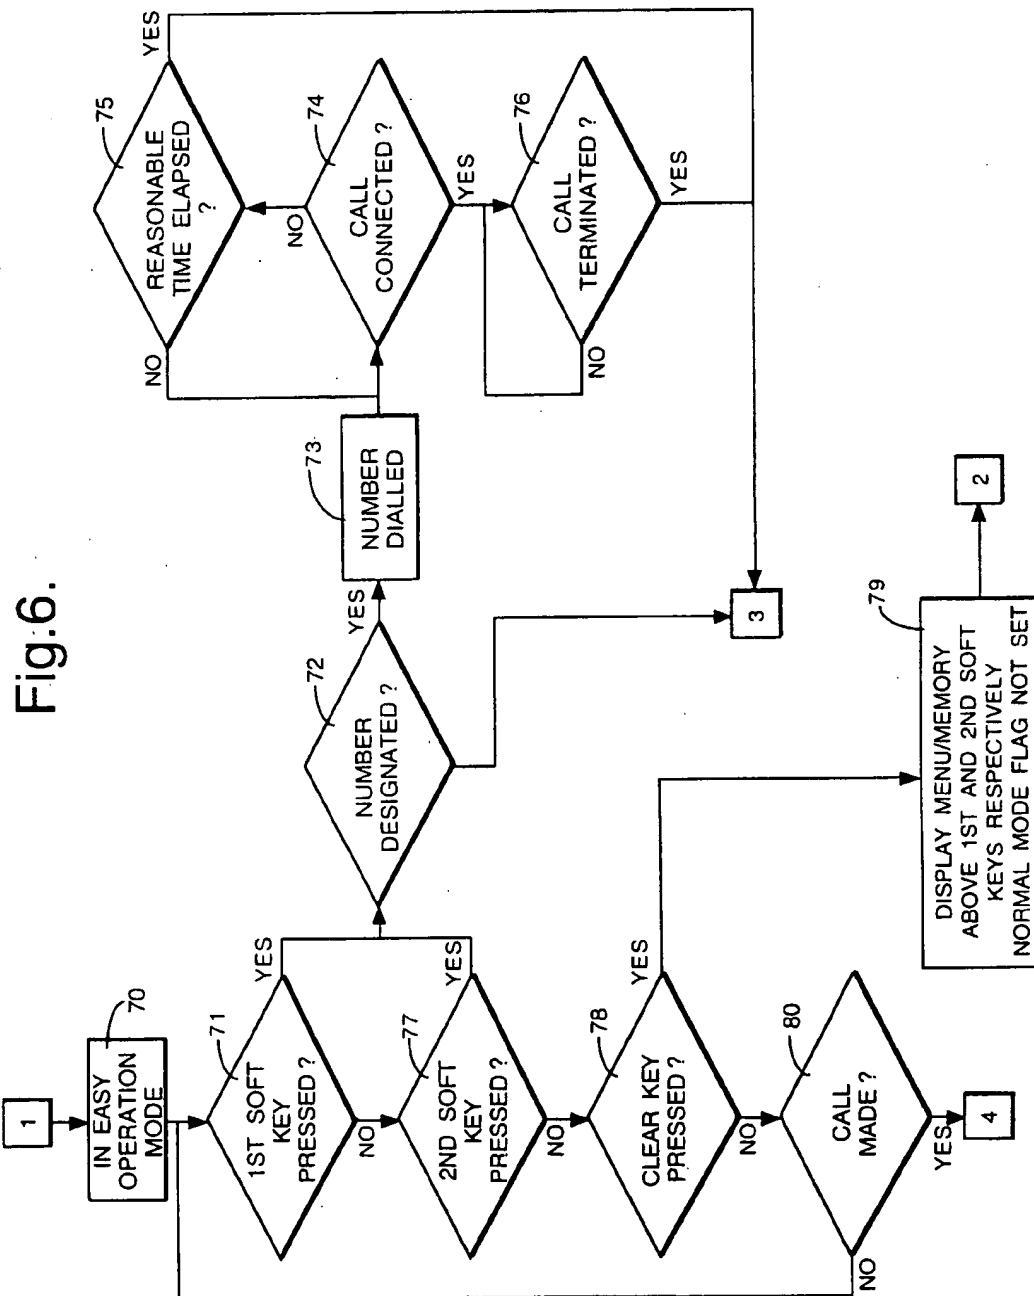 Fig.6.
1
70
IN EASY
OPERATION
MODE
71
1ST SOFT
KEY
PRESSED ?
YES
NO
77
2ND SOFT
KEY
PRESSED ?
YES
NO
78
CLEAR KEY
PRESSED ?
YES
NO
80
CALL
MADE ?
NO
YES
4
72
NUMBER
DESIGNATED ?
YES
73
NUMBER
DIALLED
3
75
REASONABLE
TIME ELAPSED
?
YES
NO
74
CALL
CONNECTED ?
NO
YES
76
CALL
TERMINATED ?
NO
YES
79
DISPLAY MENU/MEMORY
ABOVE 1ST AND 2ND SOFT
KEYS RESPECTIVELY
NORMAL MODE FLAG NOT SET
2